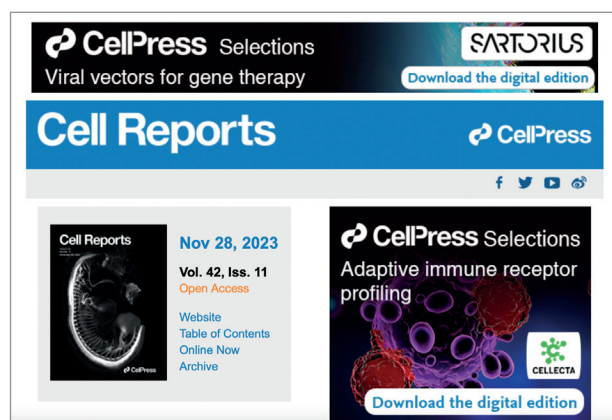 CellPress Selections
SARTORIUS
Viral vectors for gene therapy
Download the digital edition
Cell Reports
CellPress
Cell Reports
CellPress
Nov 28, 2023
Vol. 42, Iss. 11
Open Access
Website
Table of Contents
Online Now
Archive
CellPress Selections
Adaptive immune receptor
profiling
CELLECTA
Download the digital edition